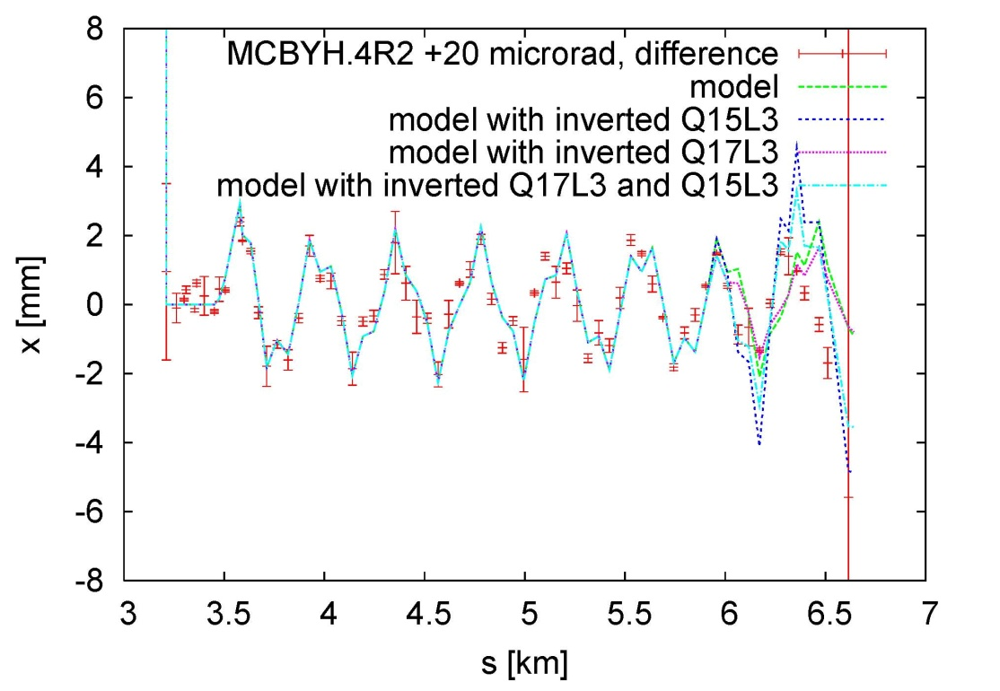 MCBYH.4R2 +20 microrad, difference
model
model with inverted Q15L3
model with inverted Q17L3
model with inverted Q17L3 and Q15L3
x [mm]
8
6
4
2
0
-2
-4
-6
-8
3 3.5 4 4.5 5 5.5 6 6.5 7
s [km]